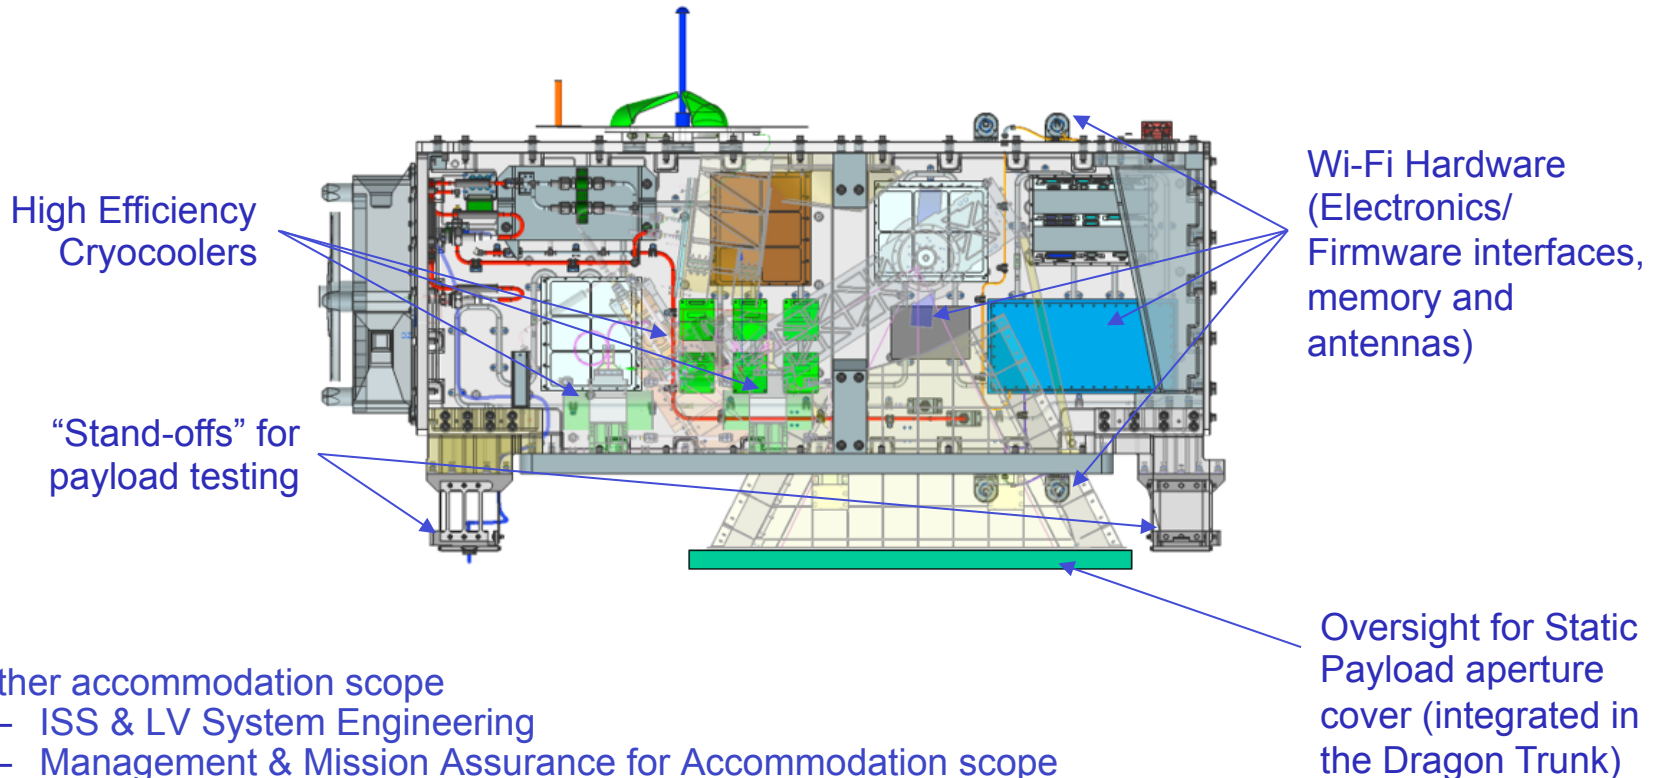 High Efficiency
Cryocoolers
“Stand-offs” for
payload testing
Wi-Fi Hardware
(Electronics/
Firmware interfaces,
memory and
antennas)
Oversight for Static
Payload aperture
cover (integrated in
the Dragon Trunk)
ther accommodation scope
– ISS & LV System Engineering
– Management & Mission Assurance for Accommodation scope